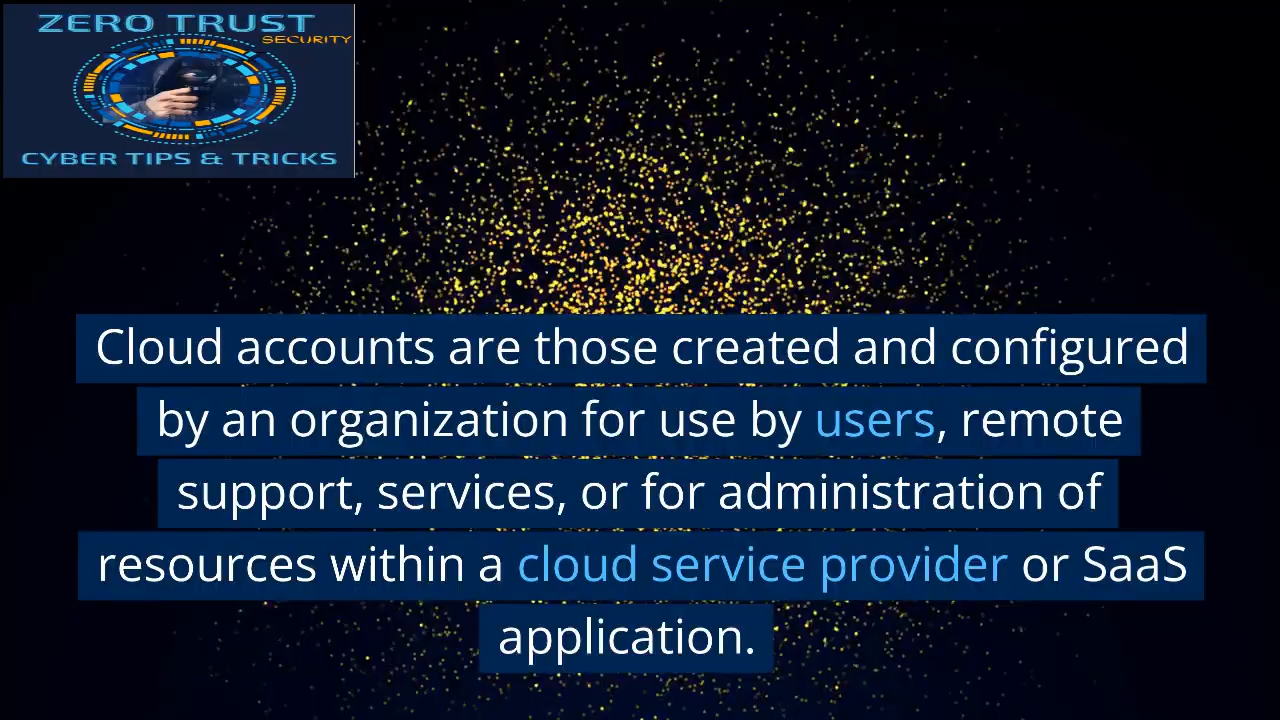 ZERO TRUST
SECURITY
CYBER TIPS & TRICKS
Cloud accounts are those created and configured
by an organization for use by users, remote
support, services, or for administration of
resources within a cloud service provider or SaaS
application.